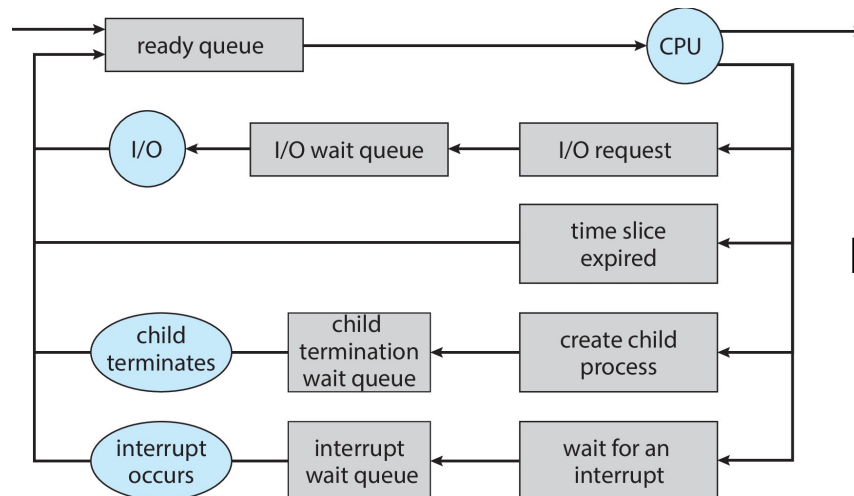 ready queue
CPU
I/O
I/O wait queue
I/O request
time slice
expired
child
terminates
child
termination
wait queue
create child
process
interrupt
occurs
interrupt
wait queue
wait for an
interrupt